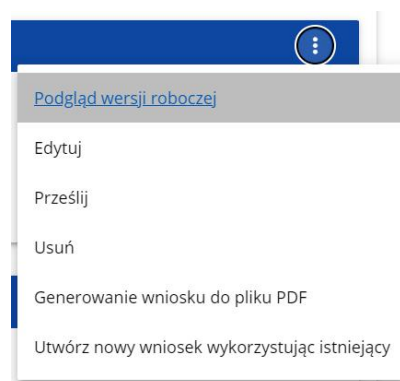 Podgląd wersji roboczej
Edytuj
Prześlij
Usuń
Generowanie wniosku do pliku PDF
Utwórz nowy wniosek wykorzystując istniejący